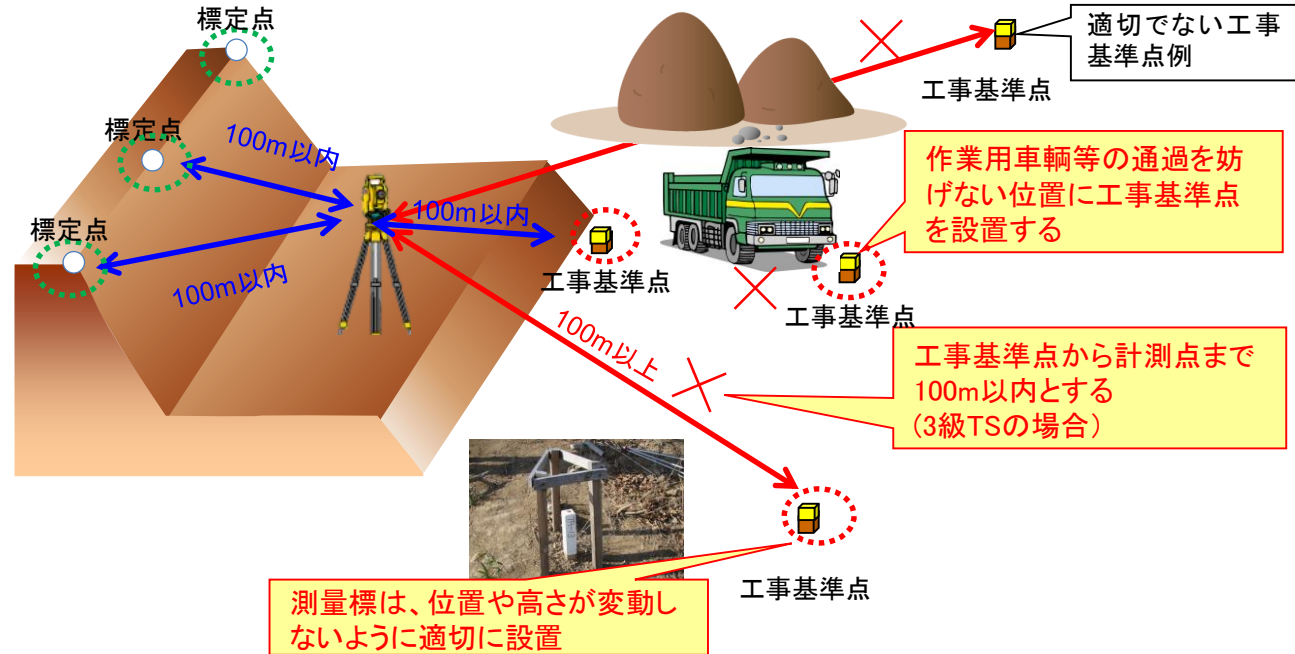 標定点
適切でない工事
基準点例
工事基準点
標定点
100m以内
作業用車輌等の通過を妨
げない位置に工事基準点
を設置する
標定点
100m以内
工事基準点
100m以内
工事基準点
100m以上
工事基準点から計測点まで
100m以内とする
(3級TSの場合)
工事基準点
測量標は、位置や高さが変動し
ないように適切に設置